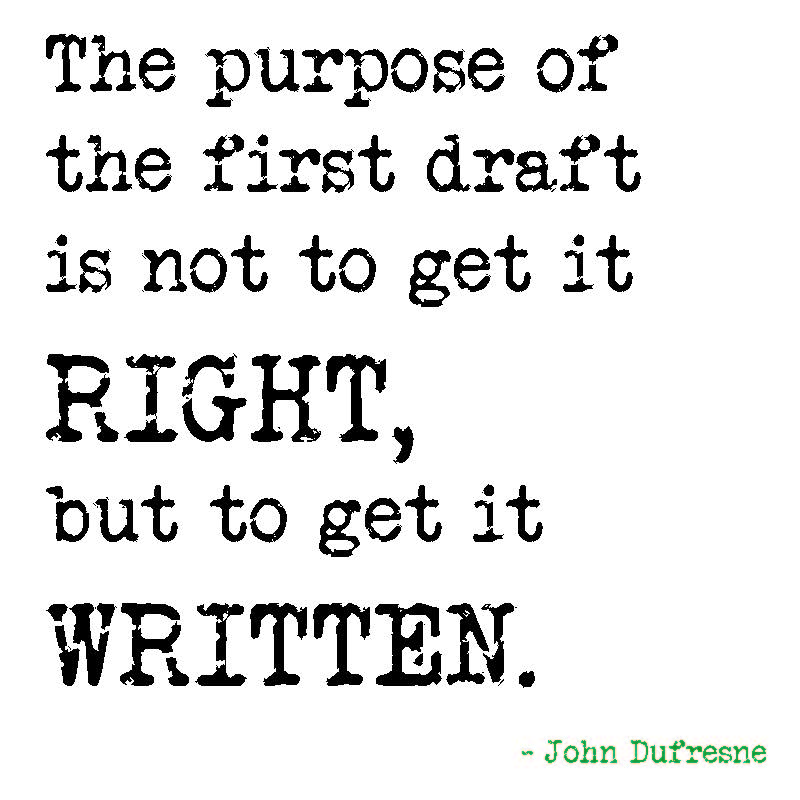 The purpose of
the first draft
is not to get it
RIGHT,
but to get it
WRITTEN.
~ John Dufresne